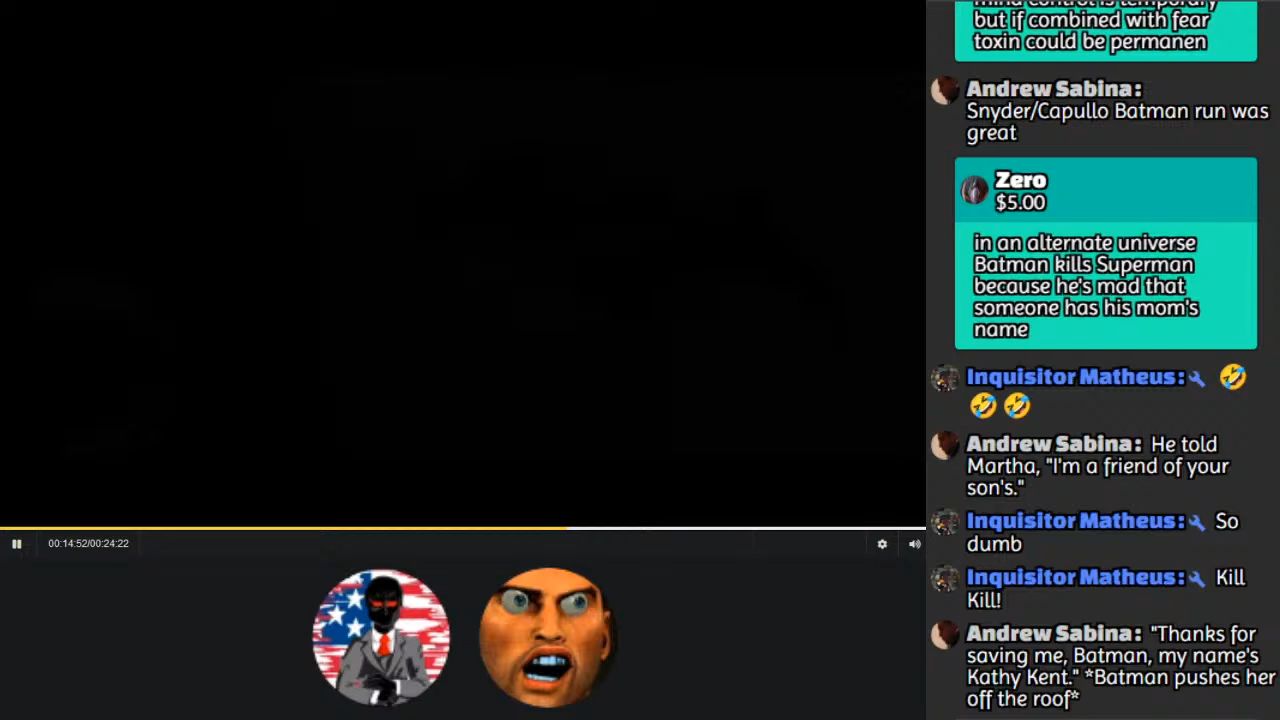 mind control is temporary
but if combined with fear
toxin could be permanen
Andrew Sabina:
Snyder/Capullo Batman run was
great
Zero
$5.00
in an alternate universe
Batman kills Superman
because he's mad that
someone has his mom's
name
Inquisitor Matheus: 🤣
🤣🤣
Andrew Sabina: He told
Martha, "I'm a friend of your
son's."
Inquisitor Matheus: So
dumb
Inquisitor Matheus: Kill
Kill!
Andrew Sabina: "Thanks for
saving me, Batman, my name's
Kathy Kent." *Batman pushes her
off the roof*
00:14:52/00:24:22